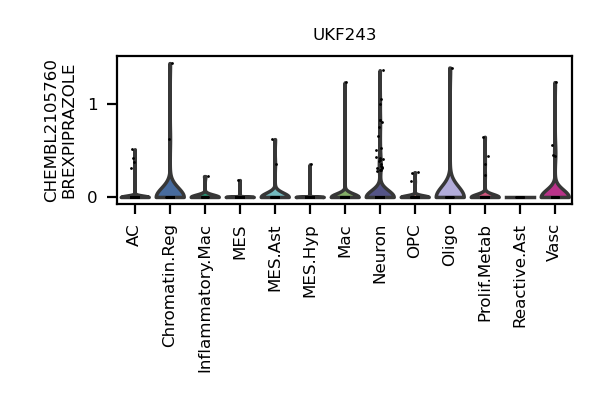 UKF243
CHEMBL2105760
BREXPIPRAZOLE
1
0
AC
Chromatin.Reg
Inflammatory.Mac
MES
MES.Ast
MES.Hyp
Mac
Neuron
OPC
Oligo
Prolif.Metab
Reactive.Ast
Vasc